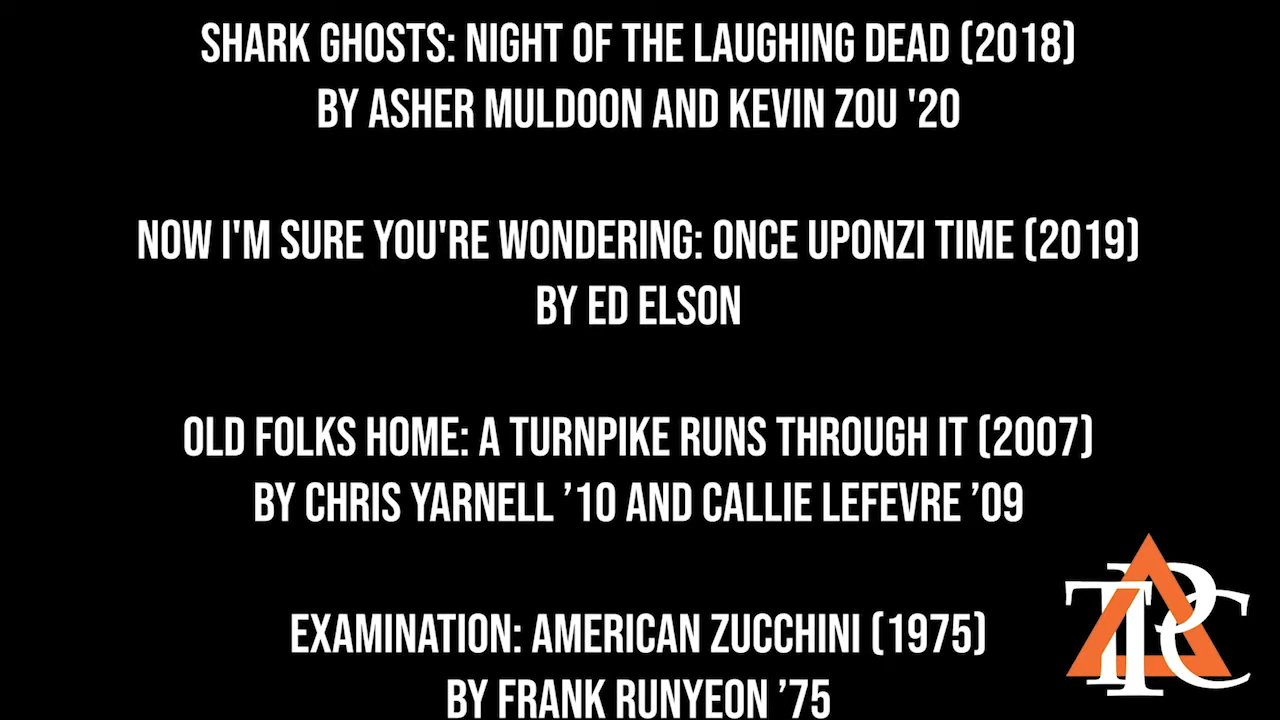 SHARK GHOSTS: NIGHT OF THE LAUGHING DEAD (2018)
BY ASHER MULDOON AND KEVIN ZOU '20
NOW I'M SURE YOU'RE WONDERING: ONCE UPONZI TIME (2019)
BY ED ELSON
OLD FOLKS HOME: A TURNPIKE RUNS THROUGH IT (2007)
BY CHRIS YARNELL ’10 AND CALLIE LEFEVRE ’09
EXAMINATION: AMERICAN ZUCCHINI (1975)
BY FRANK RUNYEON ’75
TPC